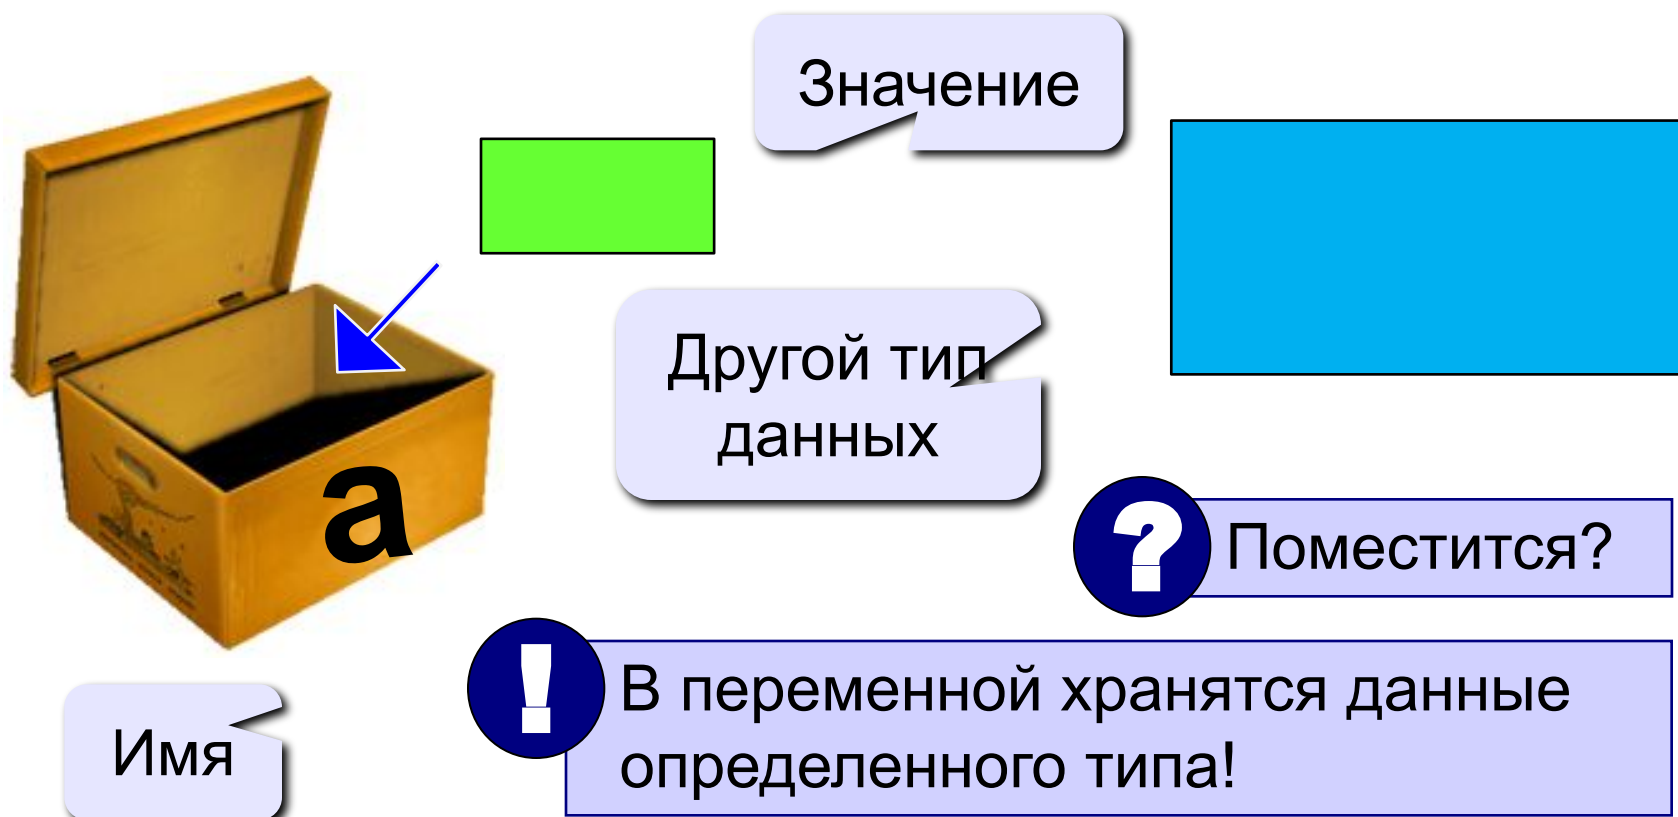 Значение
Другой тип
данных
a
?
Поместится?
!
В переменной хранятся данные
определенного типа!
Имя